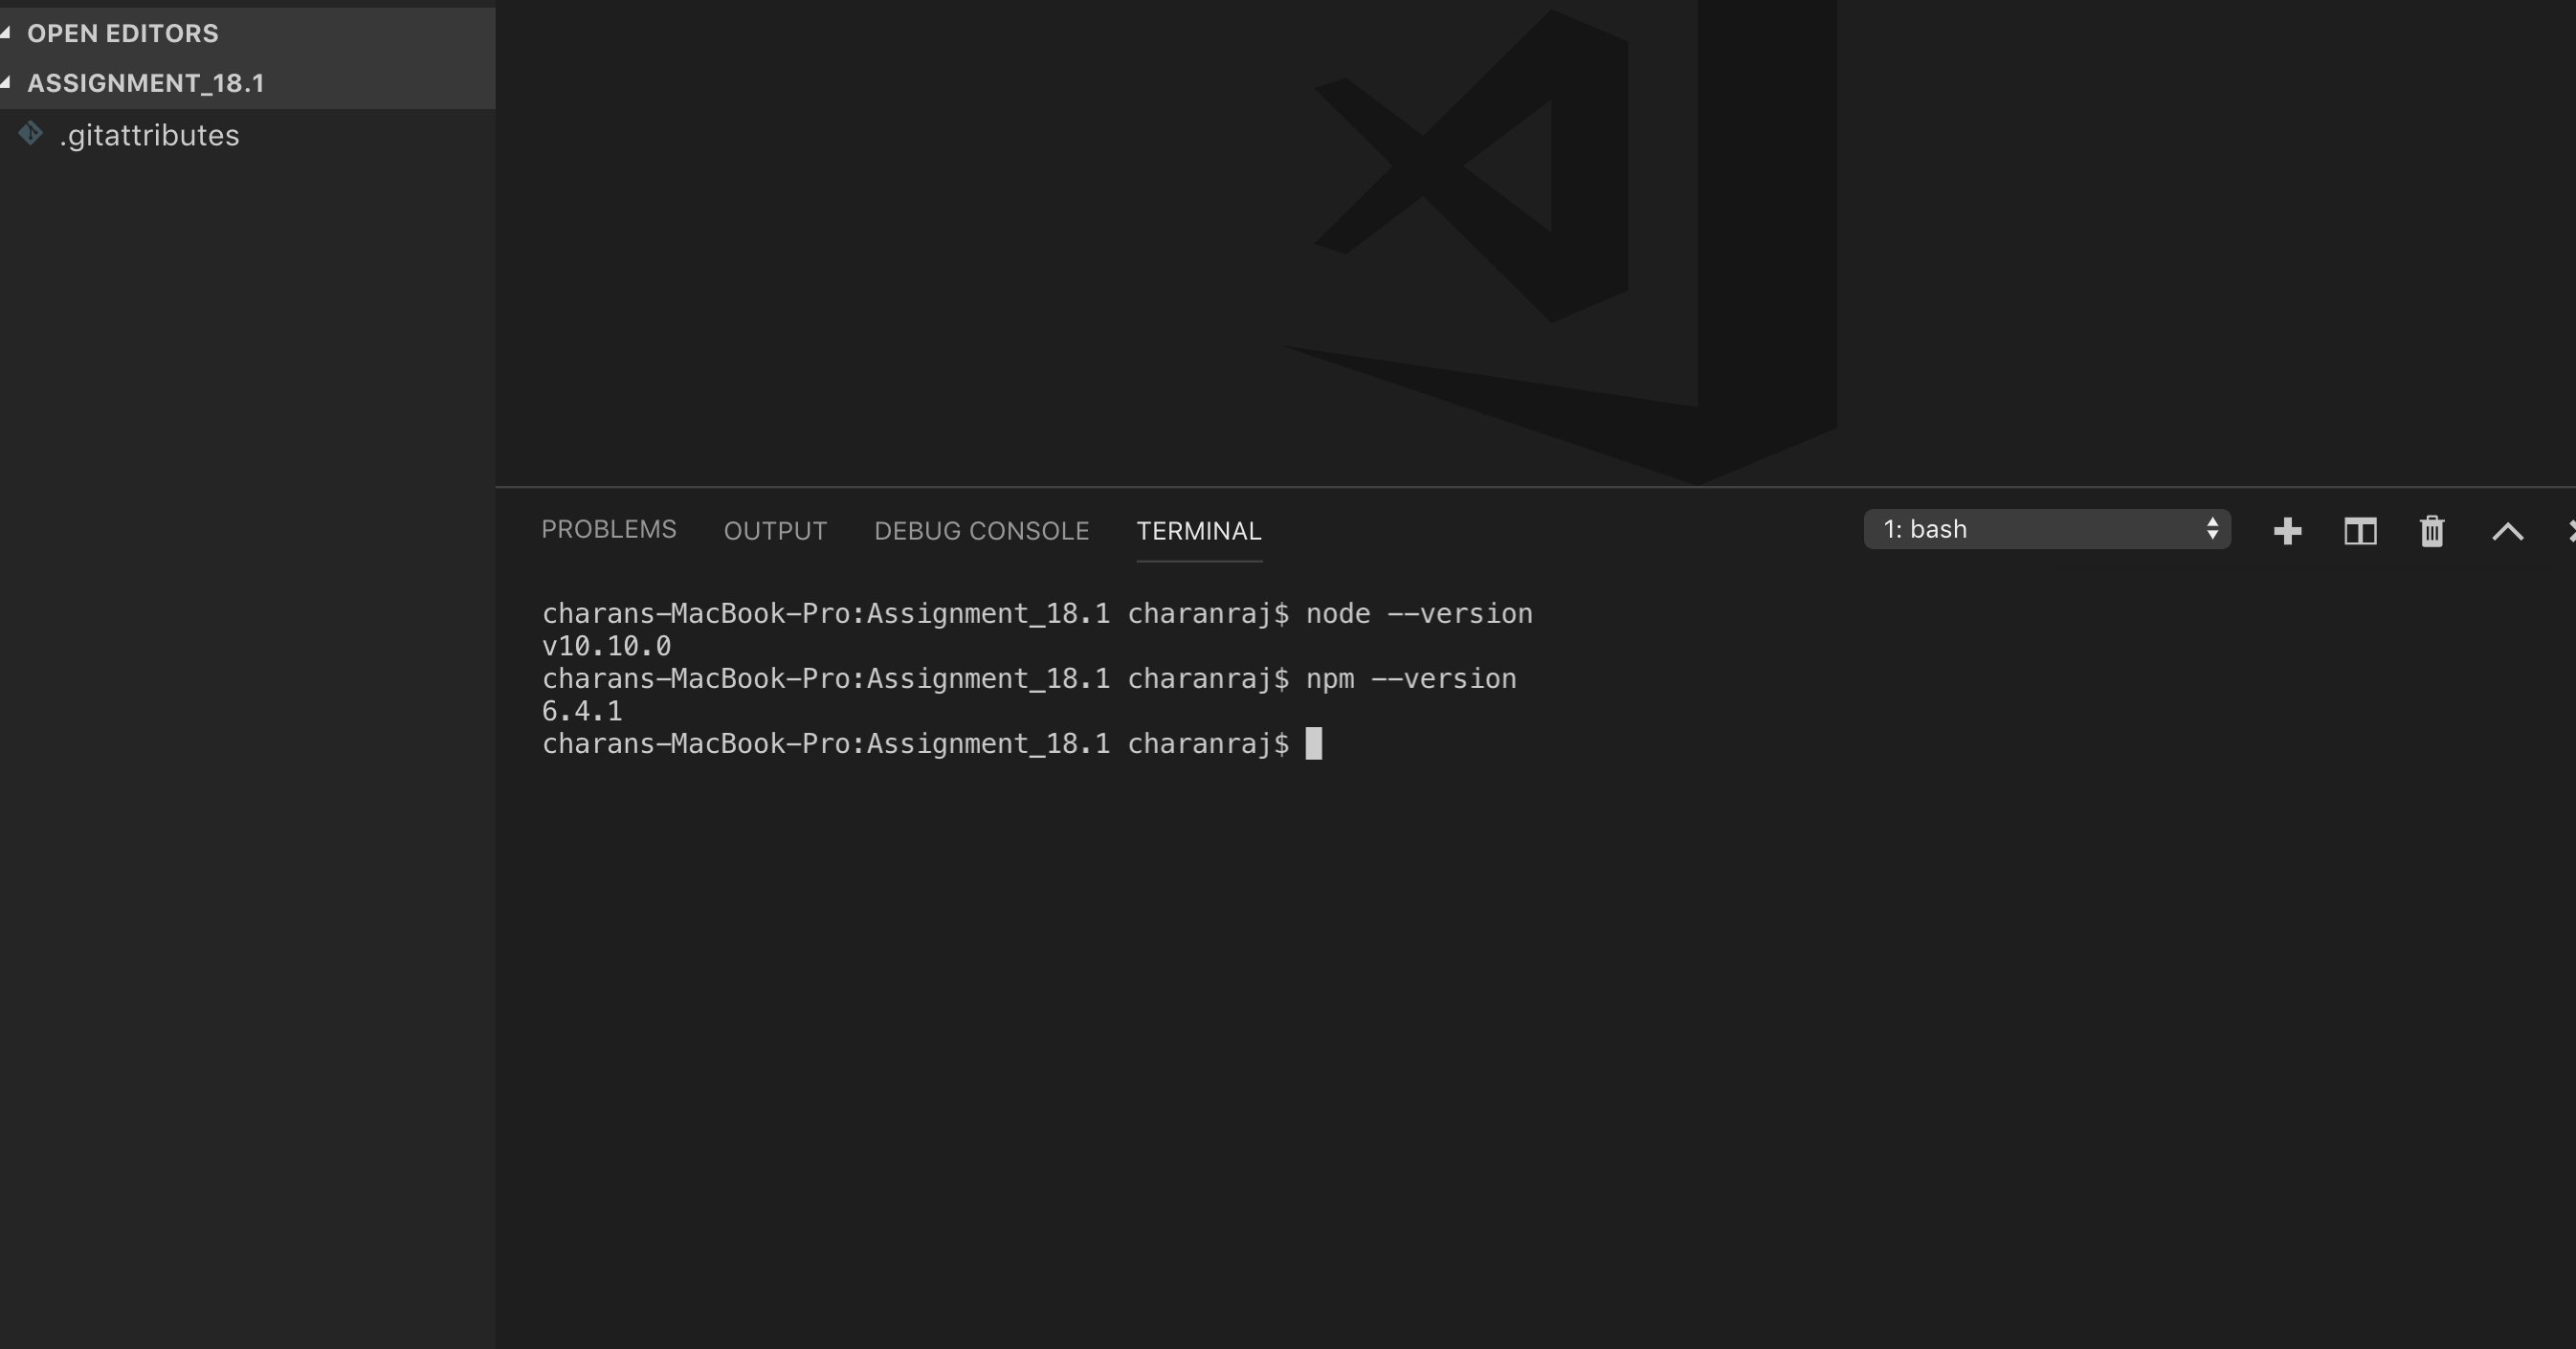 OPEN EDITORS
ASSIGNMENT_18.1
.gitattributes
PROBLEMS OUTPUT DEBUG CONSOLE TERMINAL 1: bash
charans-MacBook-Pro:Assignment_18.1 charanraj$ node --version
v10.10.0
charans-MacBook-Pro:Assignment_18.1 charanraj$ npm --version
6.4.1
charans-MacBook-Pro:Assignment_18.1 charanraj$